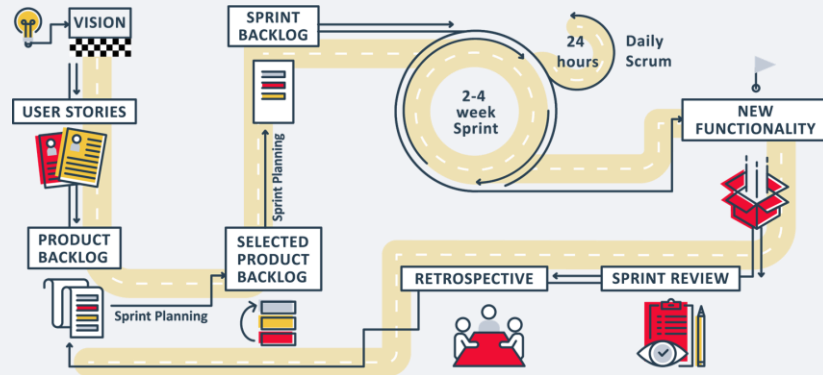 VISION
USER STORIES
PRODUCT
BACKLOG
Sprint Planning
SELECTED
PRODUCT
BACKLOG
Sprint Planning
SPRINT
BACKLOG
2-4
week
Sprint
24
hours
Daily
Scrum
NEW
FUNCTIONALITY
SPRINT REVIEW
RETROSPECTIVE